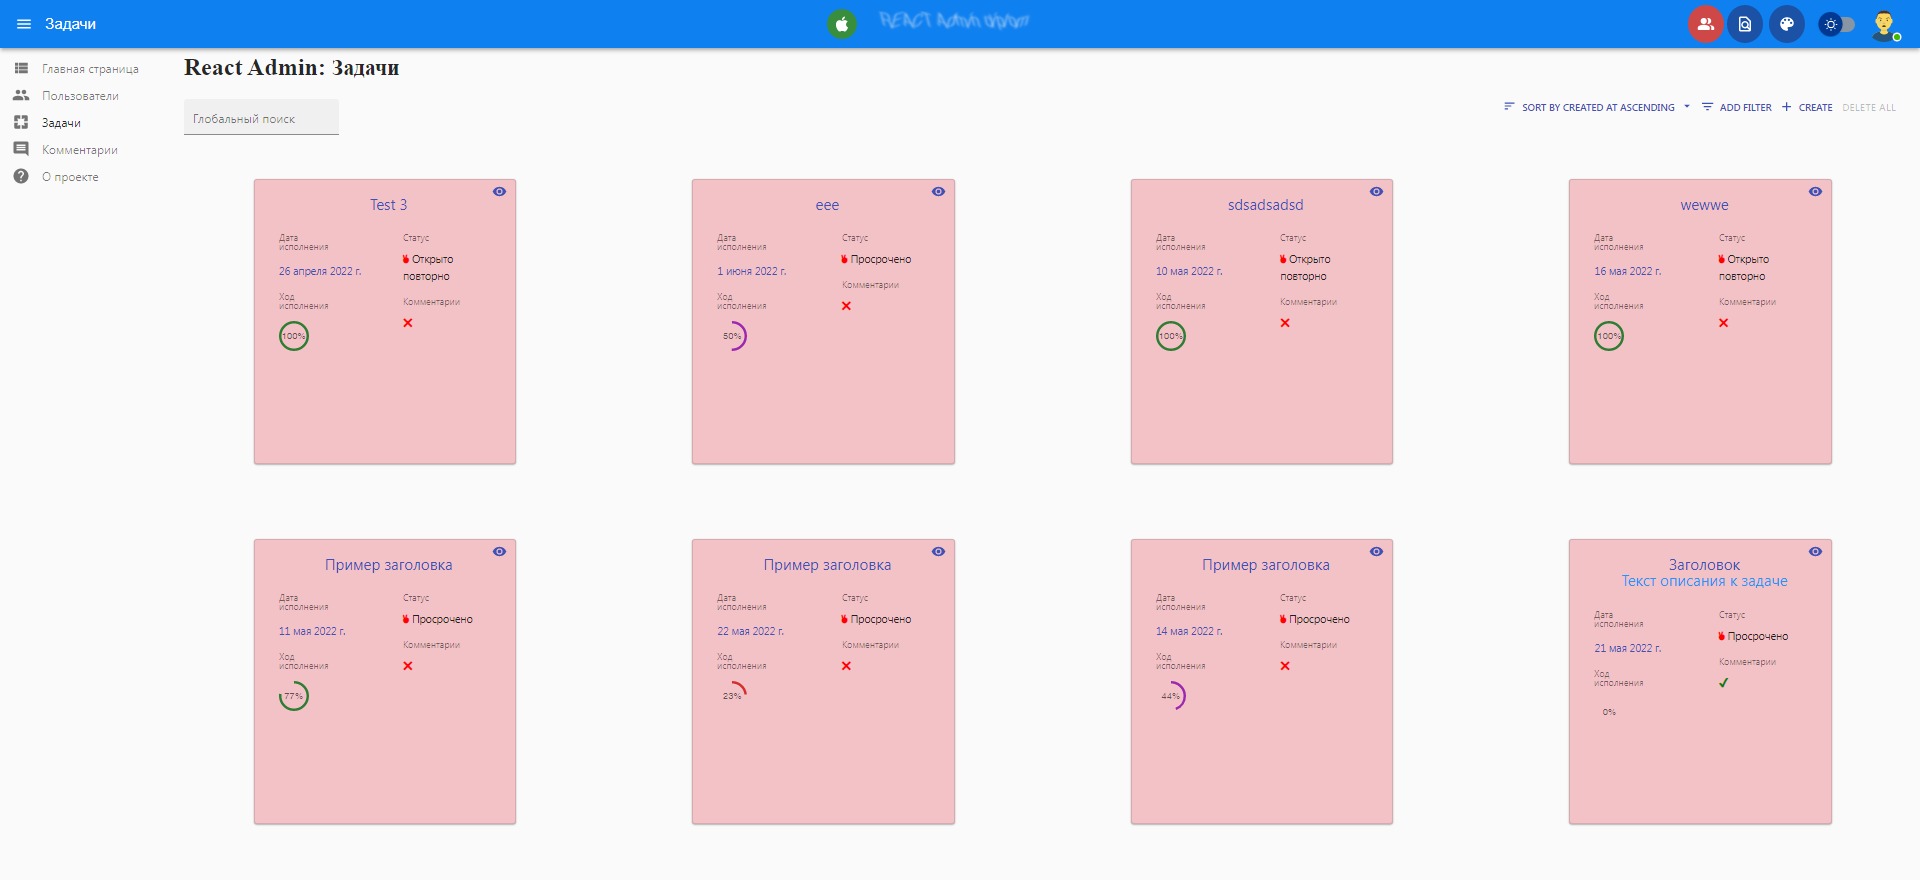 Задачи
REACT Admin diplom
Главная страница
Пользователи
Задачи
Комментарии
О проекте
React Admin: Задачи
Глобальный поиск
SORT BY CREATED AT ASCENDING
ADD FILTER
CREATE
DELETE ALL
Test 3
Дата
исполнения
26 апреля 2022 г.
Ход
исполнения
100%
Статус
Открыто
повторно
Комментарии
eee
Дата
исполнения
1 июня 2022 г.
Ход
исполнения
50%
Статус
Просрочено
Комментарии
sdsadsadsd
Дата
исполнения
10 мая 2022 г.
Ход
исполнения
100%
Статус
Открыто
повторно
Комментарии
wewwe
Дата
исполнения
16 мая 2022 г.
Ход
исполнения
100%
Статус
Открыто
повторно
Комментарии
Пример заголовка
Дата
исполнения
11 мая 2022 г.
Ход
исполнения
77%
Статус
Просрочено
Комментарии
Пример заголовка
Дата
исполнения
22 мая 2022 г.
Ход
исполнения
23%
Статус
Просрочено
Комментарии
Пример заголовка
Дата
исполнения
14 мая 2022 г.
Ход
исполнения
44%
Статус
Просрочено
Комментарии
Заголовок
Текст описания к задаче
Дата
исполнения
21 мая 2022 г.
Ход
исполнения
0%
Статус
Просрочено
Комментарии